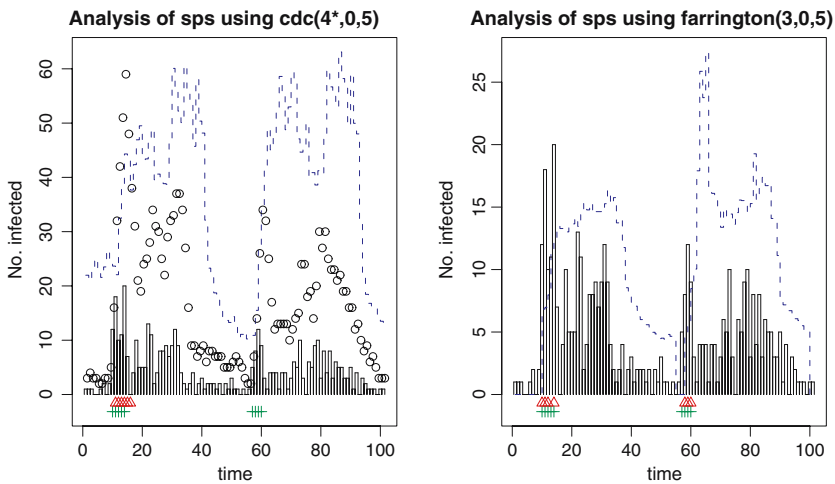 Analysis of sps using cdc(4*,0,5)
No. infected
60
50
40
30
20
10
0
0 20 40 60 80 100
time
Analysis of sps using farrington(3,0,5)
No. infected
25
20
15
10
5
0
0 20 40 60 80 100
time